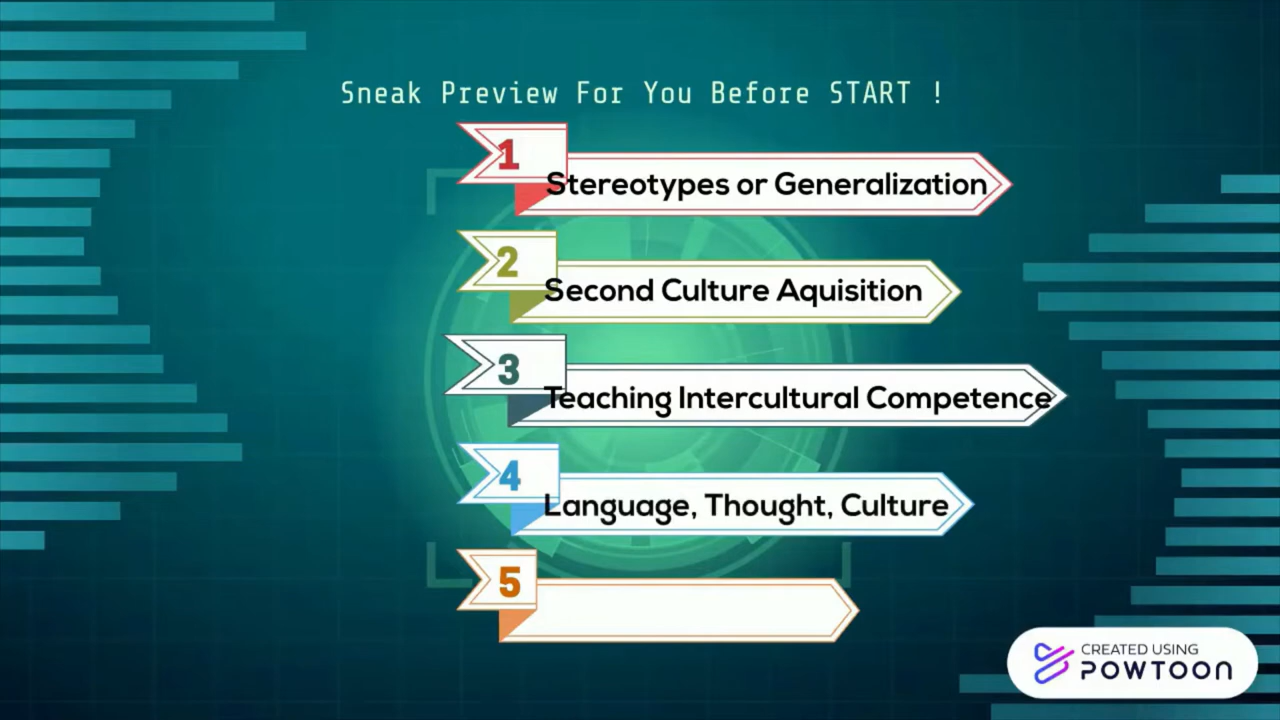 Sneak Preview For You Before START !
1
Stereotypes or Generalization
2
Second Culture Aquisition
3
Teaching Intercultural Competence
4
Language, Thought, Culture
5
CREATED USING
POWTOON